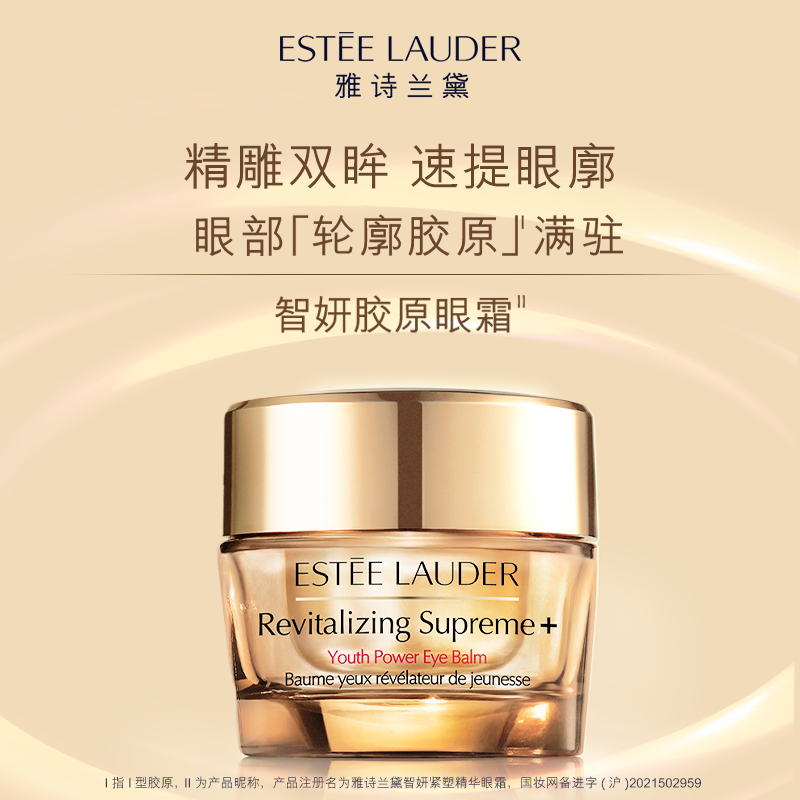 ESTĒE LAUDER
雅诗兰黛
精雕双眸 速提眼廓
眼部「轮廓胶原」I满驻
智妍胶原眼霜II
ESTĒE LAUDER
Revitalizing Supreme+
Youth Power Eye Balm
Baume yeux révélateur de jeunesse
I 指 I 型胶原，II 为产品昵称，产品注册名为雅诗兰黛智妍紧塑精华眼霜，国妆网备进字 ( 沪 )2021502959